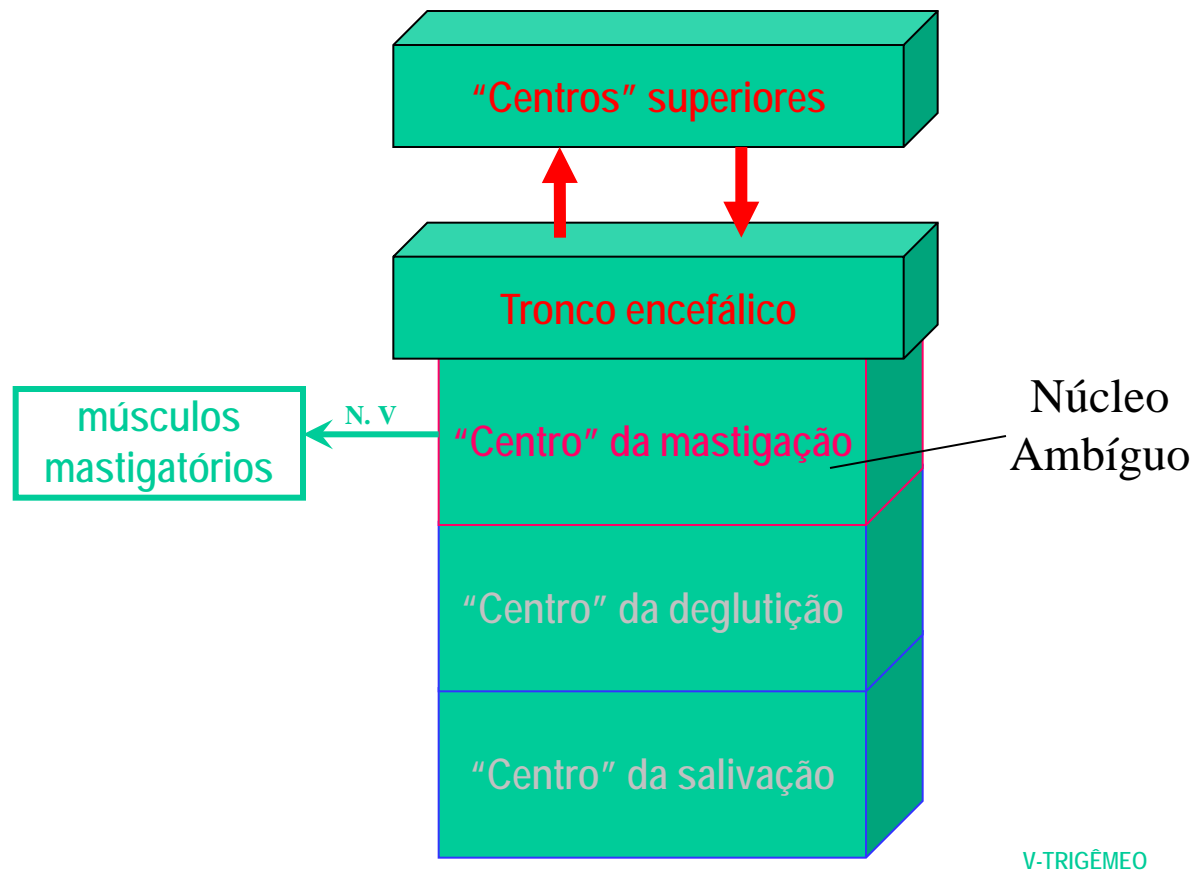 “Centros” superiores
Tronco encefálico
músculos
mastigatórios
N. V
“Centro” da mastigação
Núcleo
Ambíguo
“Centro” da deglutição
“Centro” da salivação
V-TRIGÊMEO